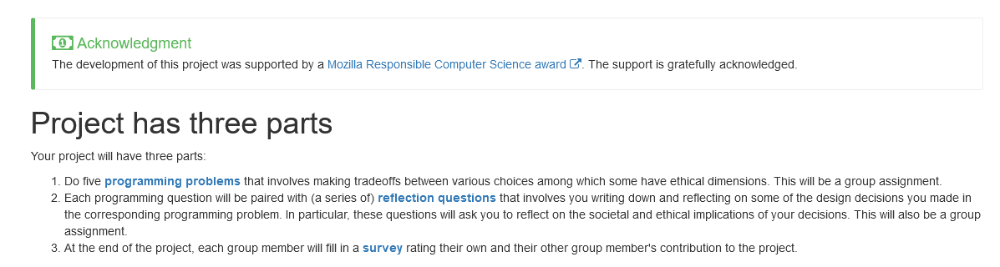 Acknowledgment
The development of this project was supported by a Mozilla Responsible Computer Science award. The support is gratefully acknowledged.
Project has three parts
Your project will have three parts:
1. Do five programming problems that involves making tradeoffs between various choices among which some have ethical dimensions. This will be a group assignment.
2. Each programming question will be paired with (a series of) reflection questions that involves you writing down and reflecting on some of the design decisions you made in
the corresponding programming problem. In particular, these questions will ask you to reflect on the societal and ethical implications of your decisions. This will also be a group
assignment.
3. At the end of the project, each group member will fill in a survey rating their own and their other group member's contribution to the project.